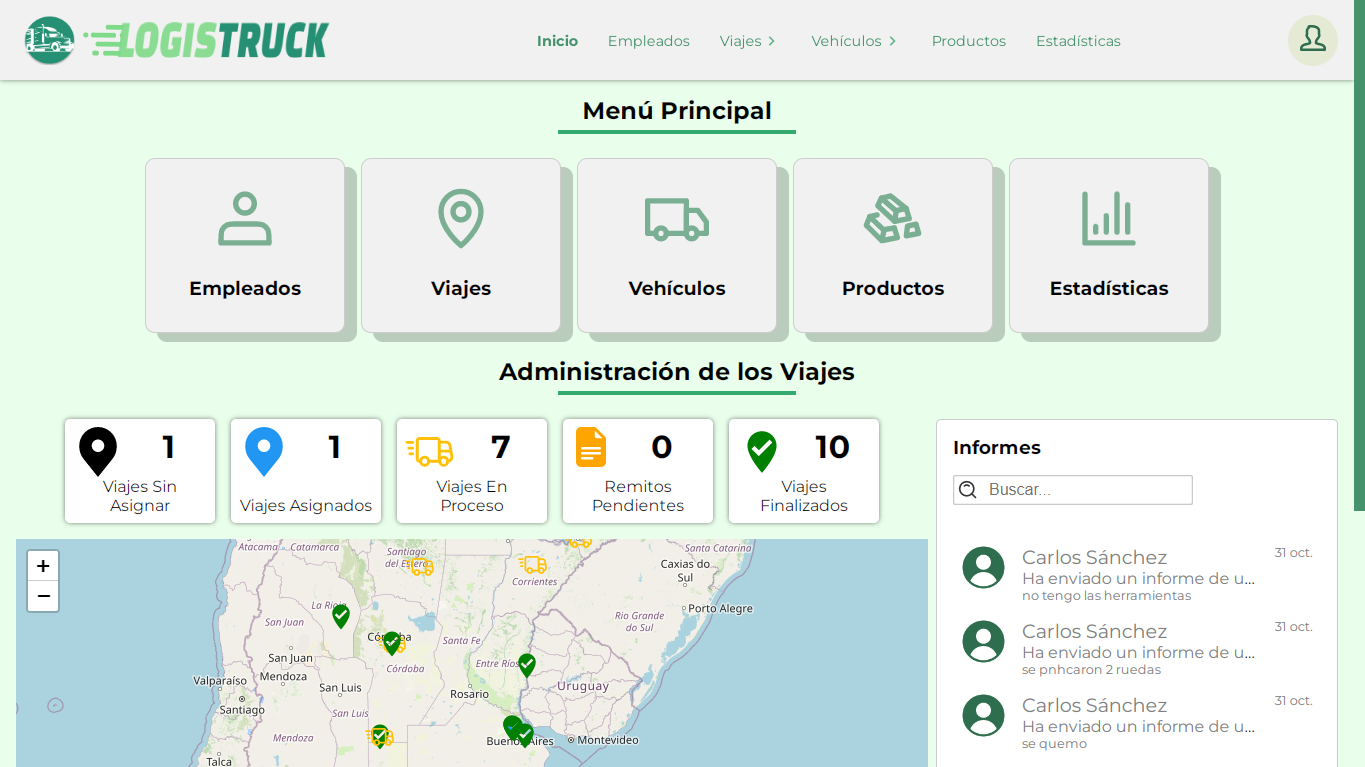 LOGISTRUCK
Inicio
Empleados
Viajes
Vehículos
Productos
Estadísticas
Menú Principal
Empleados
Viajes
Vehículos
Productos
Estadísticas
Administración de los Viajes
1
Viajes Sin
Asignar
1
Viajes Asignados
7
Viajes En
Proceso
0
Remitos
Pendientes
10
Viajes
Finalizados
Informes
Buscar...
Carlos Sánchez
31 oct.
Ha enviado un informe de u...
no tengo las herramientas
Carlos Sánchez
31 oct.
Ha enviado un informe de u...
se pnhcaron 2 ruedas
Carlos Sánchez
31 oct.
Ha enviado un informe de u...
se quemo
+
−
Atacama
Catamarca
Santiago
del Estero
Corrientes
Santa Catarina
Caxias do
Sul
Porto Alegre
Rio Grande
do Sul
La Rioja
San Juan
Córdoba
Santa Fe
San Juan
Córdoba
Entre Ríos
Mendoza
Valparaíso
San Luis
Rosario
Uruguay
Santiago
San Luis
Mendoza
Buenos Aires
Montevideo
Talca